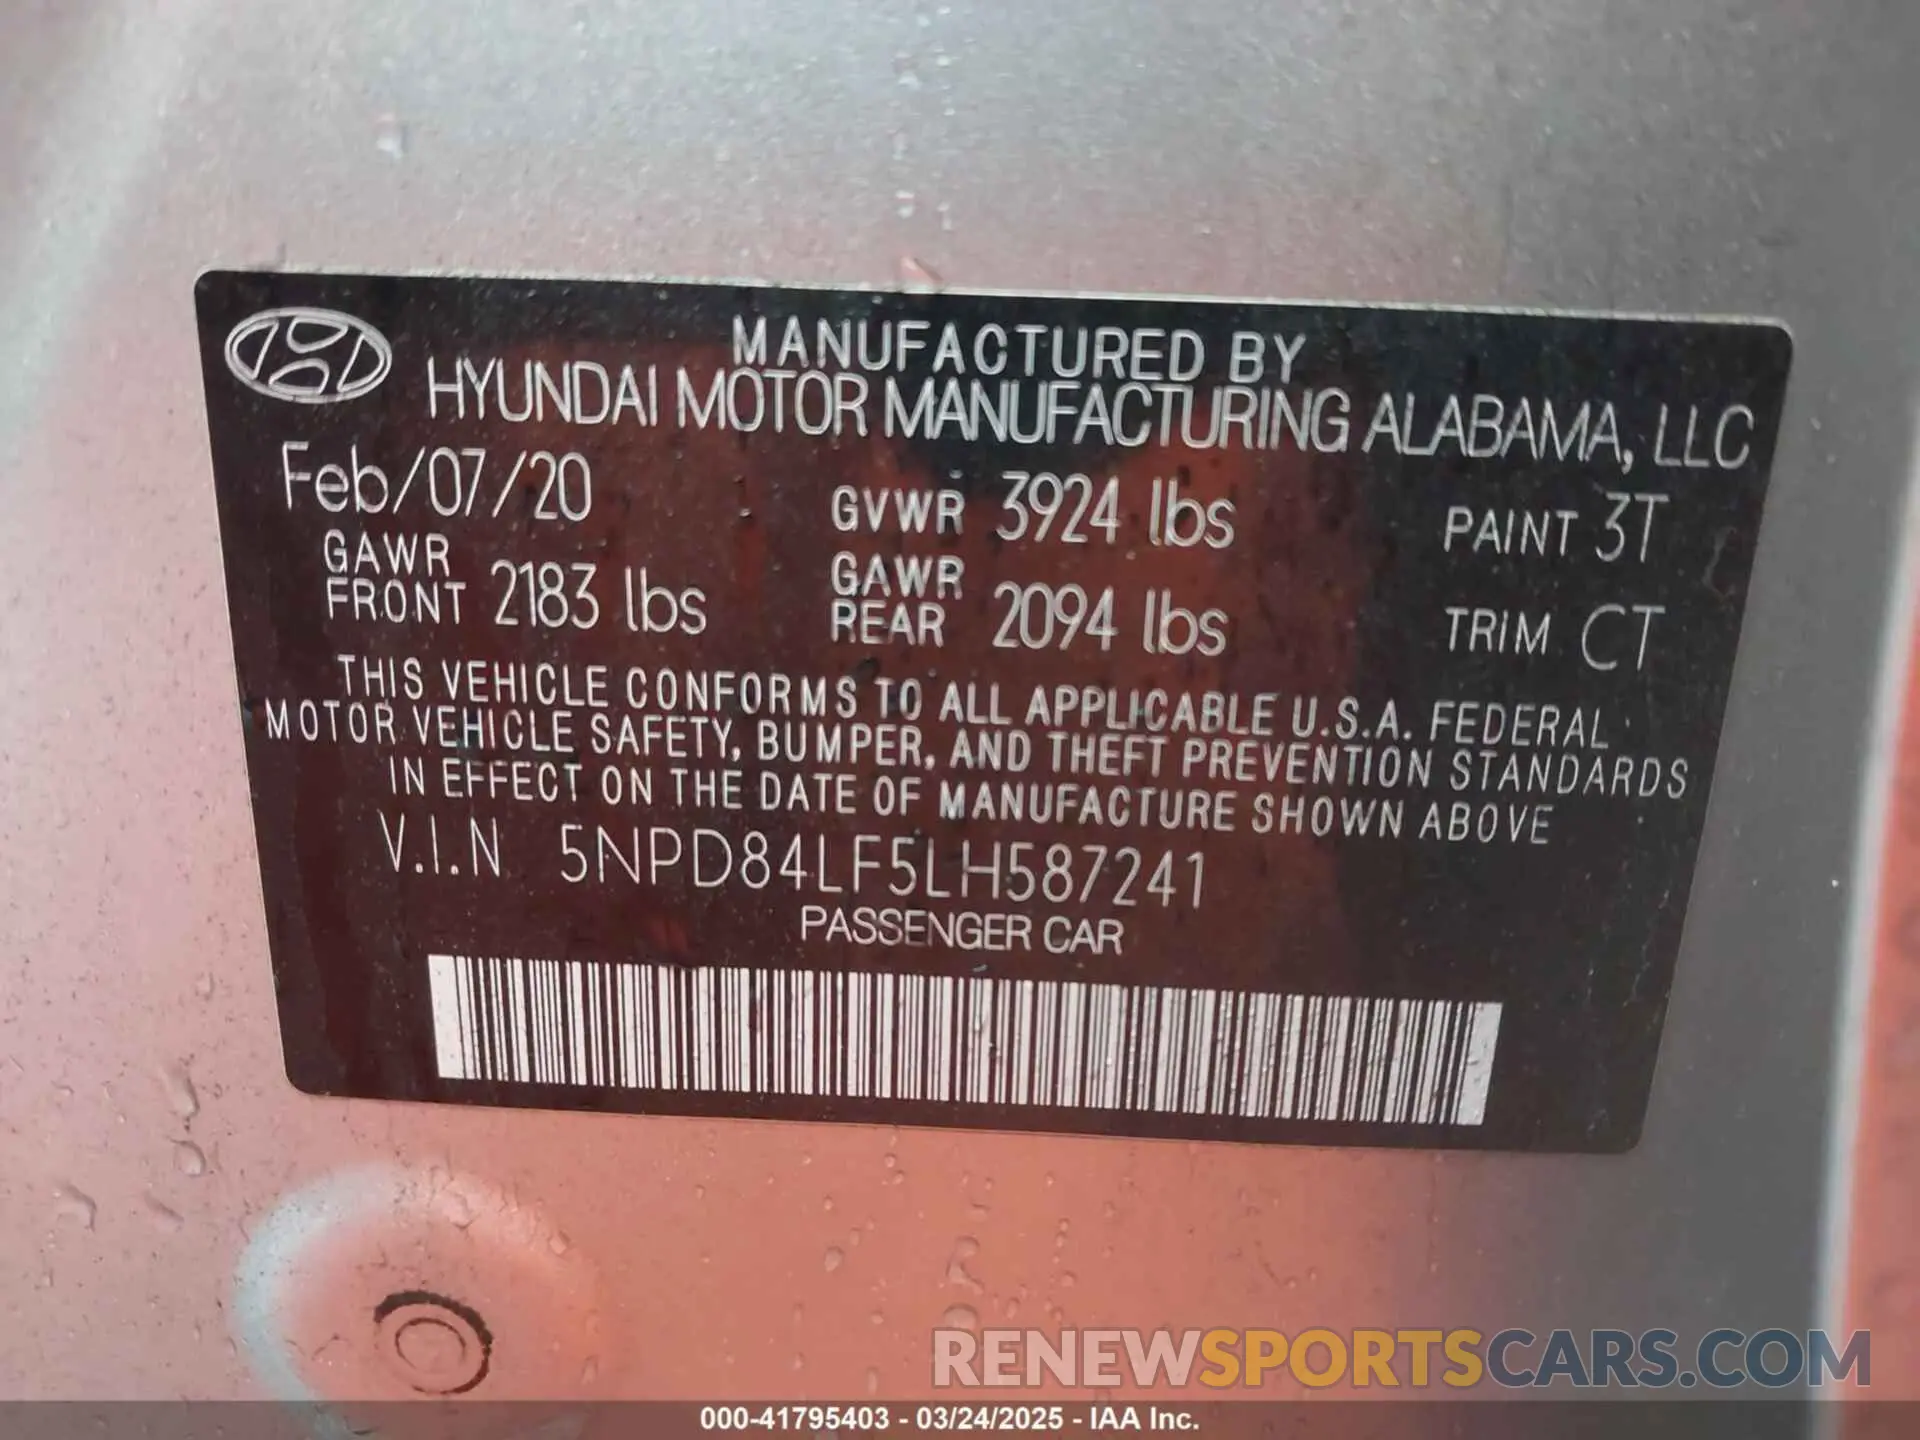 MANUFACTURED BY
HYUNDAI MOTOR MANUFACTURING ALABAMA, LLC
Feb/07/20 GVWR 3924 lbs PAINT 3T
GAWR FRONT 2183 lbs GAWR REAR 2094 lbs TRIM CT
THIS VEHICLE CONFORMS TO ALL APPLICABLE U.S.A. FEDERAL
MOTOR VEHICLE SAFETY, BUMPER, AND THEFT PREVENTION STANDARDS
IN EFFECT ON THE DATE OF MANUFACTURE SHOWN ABOVE
V.I.N 5NPD84LF5LH587241
PASSENGER CAR
RENEWSPORTSCARS.COM
000-41795403 - 03/24/2025 - IAA Inc.